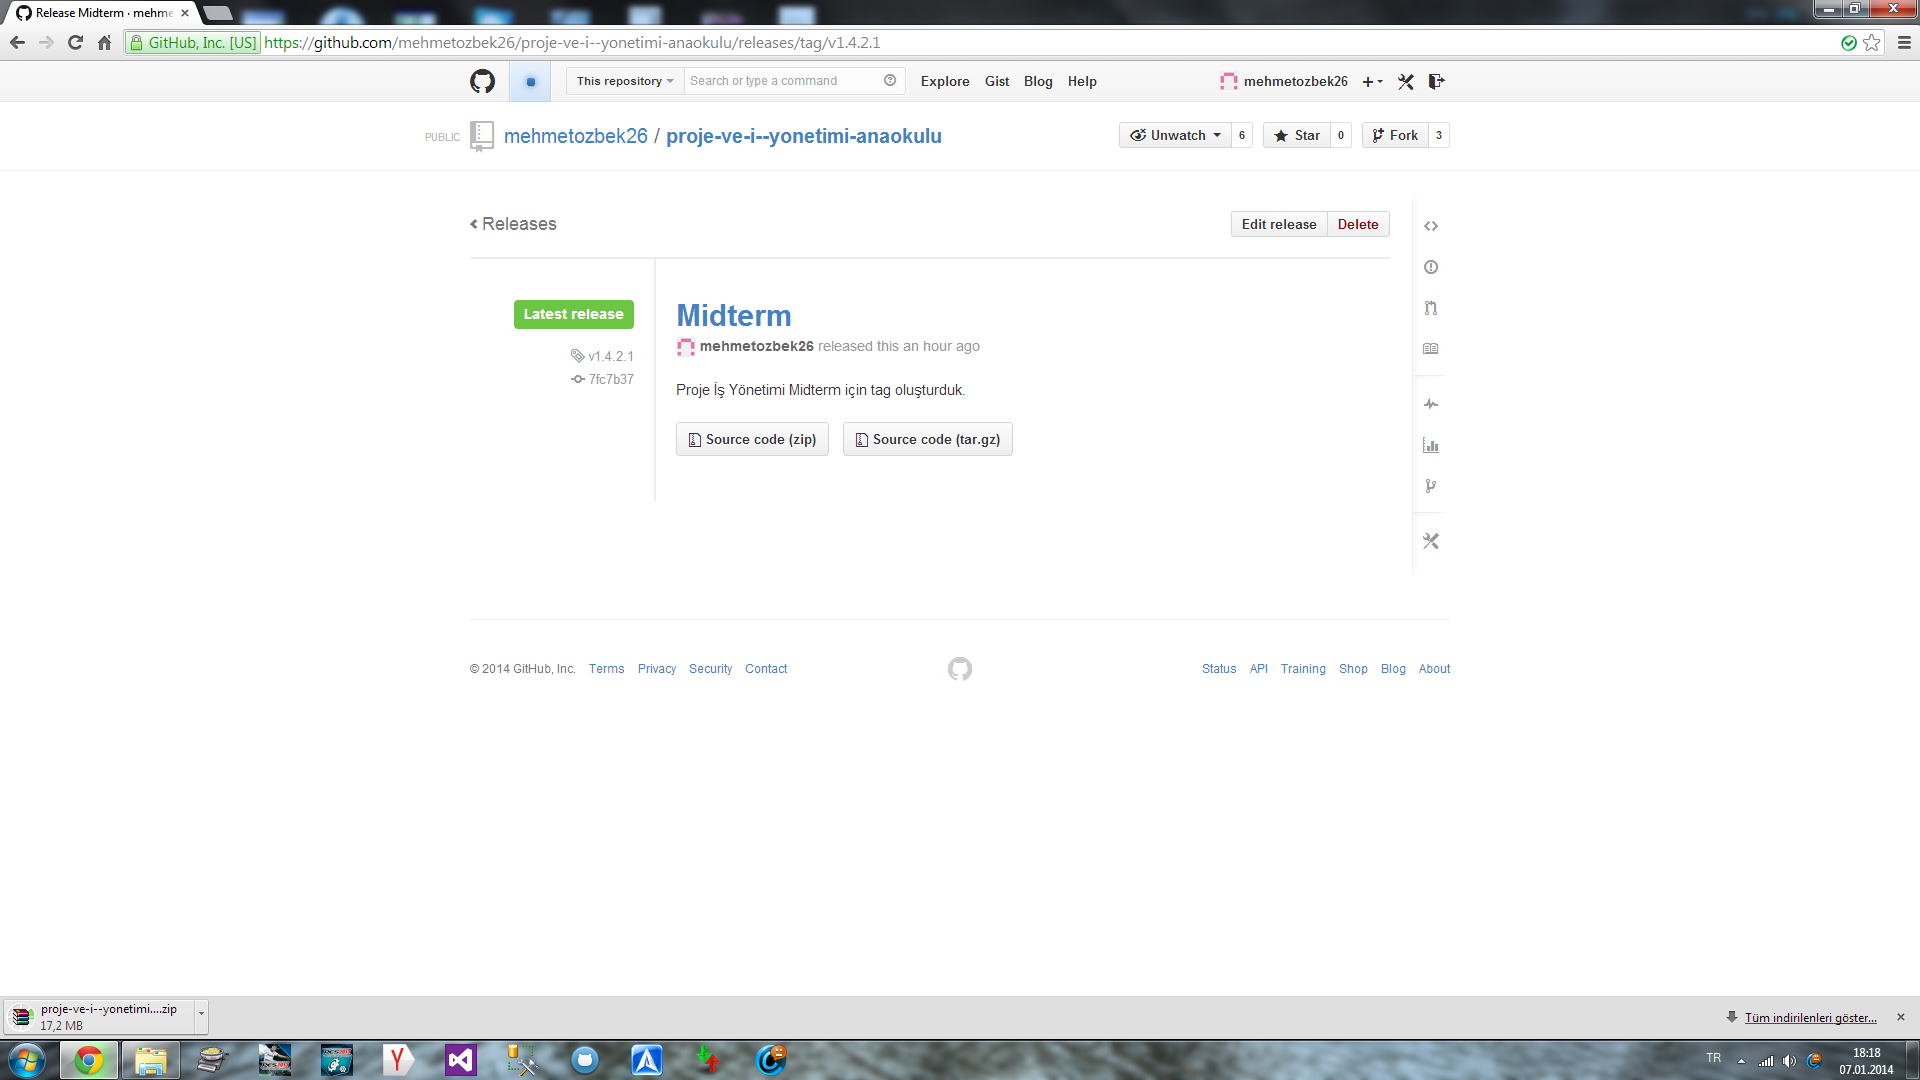 Release Midterm · mehme
GitHub, Inc. [US] https://github.com/mehmetozbek26/proje-ve-i--yonetimi-anaokulu/releases/tag/v1.4.2.1
This repository Search or type a command Explore Gist Blog Help mehmetozbek26
PUBLIC mehmetozbek26 / proje-ve-i--yonetimi-anaokulu Unwatch 6 Star 0 Fork 3
Releases Edit release Delete
Latest release
v1.4.2.1
7fc7b37
Midterm
mehmetozbek26 released this an hour ago
Proje İş Yönetimi Midterm için tag oluşturduk.
Source code (zip) Source code (tar.gz)
© 2014 GitHub, Inc. Terms Privacy Security Contact Status API Training Shop Blog About
proje-ve-i--yonetimi....zip
17,2 MB
Tüm indirilenleri göster...
TR 18:18
07.01.2014